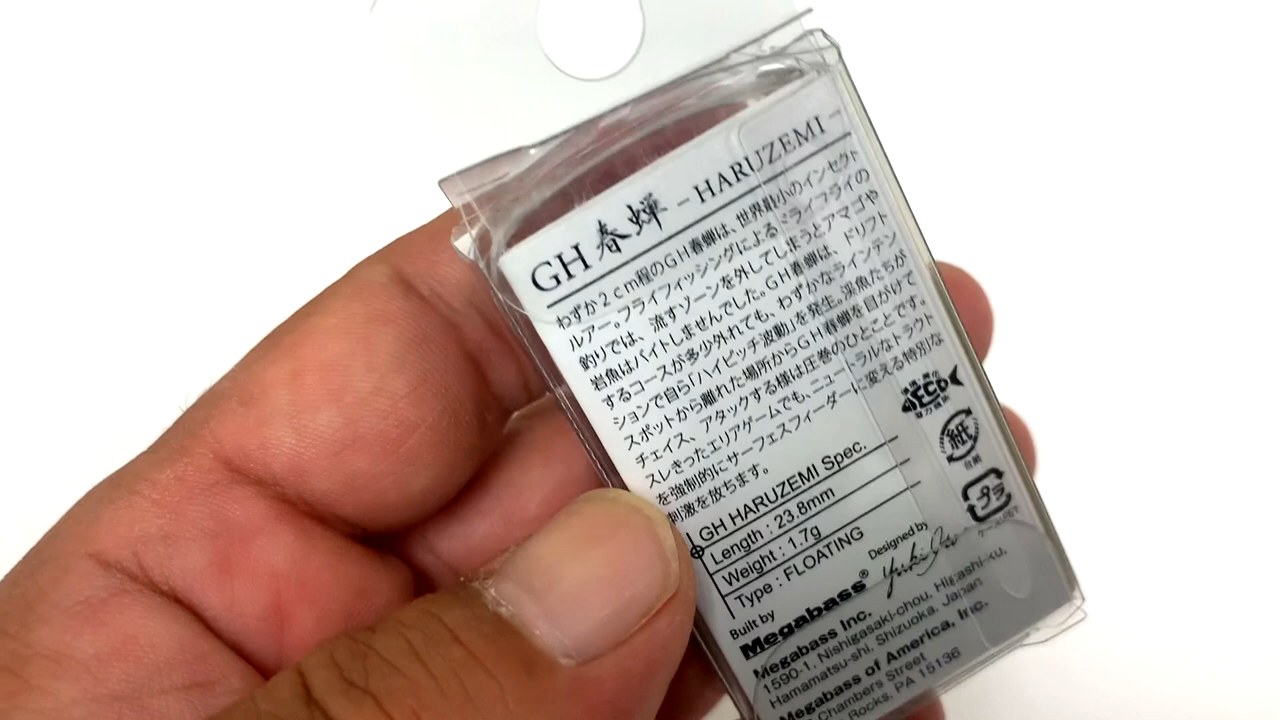 GH 春蝉 - HARUZEMI -
わずか2cm程のGH春蝉は、世界最小のインセクト
ルアー。フライフィッシングによるミライフライの
釣りでは、流すゾーンを外してしまうとアマゴや
岩魚はバイトしませんでした。GH春蝉は、ドリフト
するコースが多少外れても、わずかなラインテン
ションで自ら「ハイピッチ波動」を発生。渓魚たちが
スポットから離れた場所からGH春蝉を目がけて
チェイス、アタックする様は圧巻のひとことです。
スレきったエリアゲームでも、ニュートラルなトラウト
を強制的にサーフェスフィーダーに変える特別な
刺激を放ちます。
GH HARUZEMI Spec.
Length : 23.8mm
Weight : 1.7g
Type : FLOATING
Built by
Designed by
Megabass®
Megabass Inc.
1590-1, Nishigasaki-chou, Higashi-ku,
Hamamatsu-shi, Shizuoka, Japan
Megabass of America, Inc.
Chambers Street
Rocks, PA 15136
ECO
紙
台紙
プラ